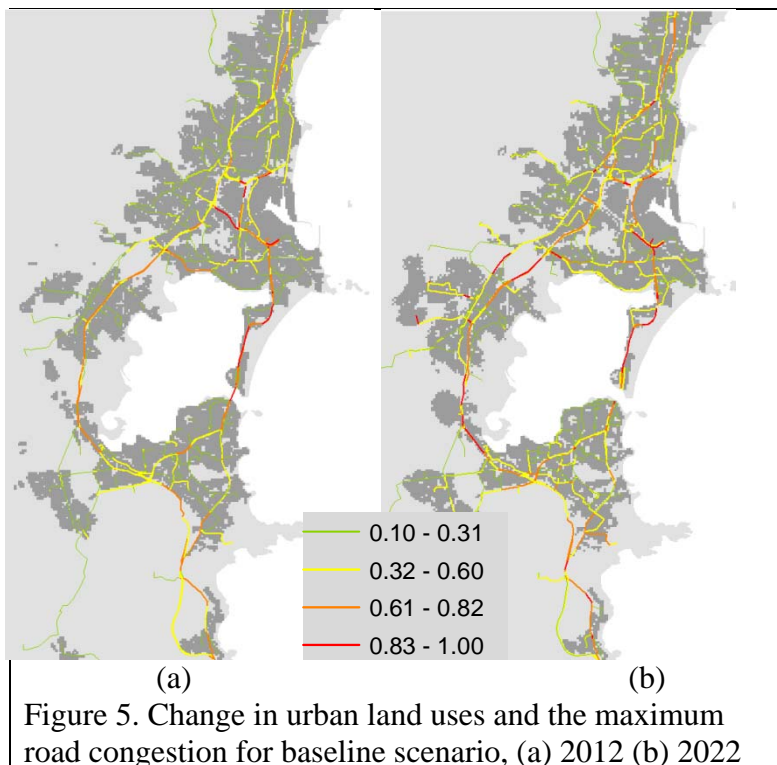 0.10 - 0.31
0.32 - 0.60
0.61 - 0.82
0.83 - 1.00
(a) (b)
Figure 5. Change in urban land uses and the maximum
road congestion for baseline scenario, (a) 2012 (b) 2022